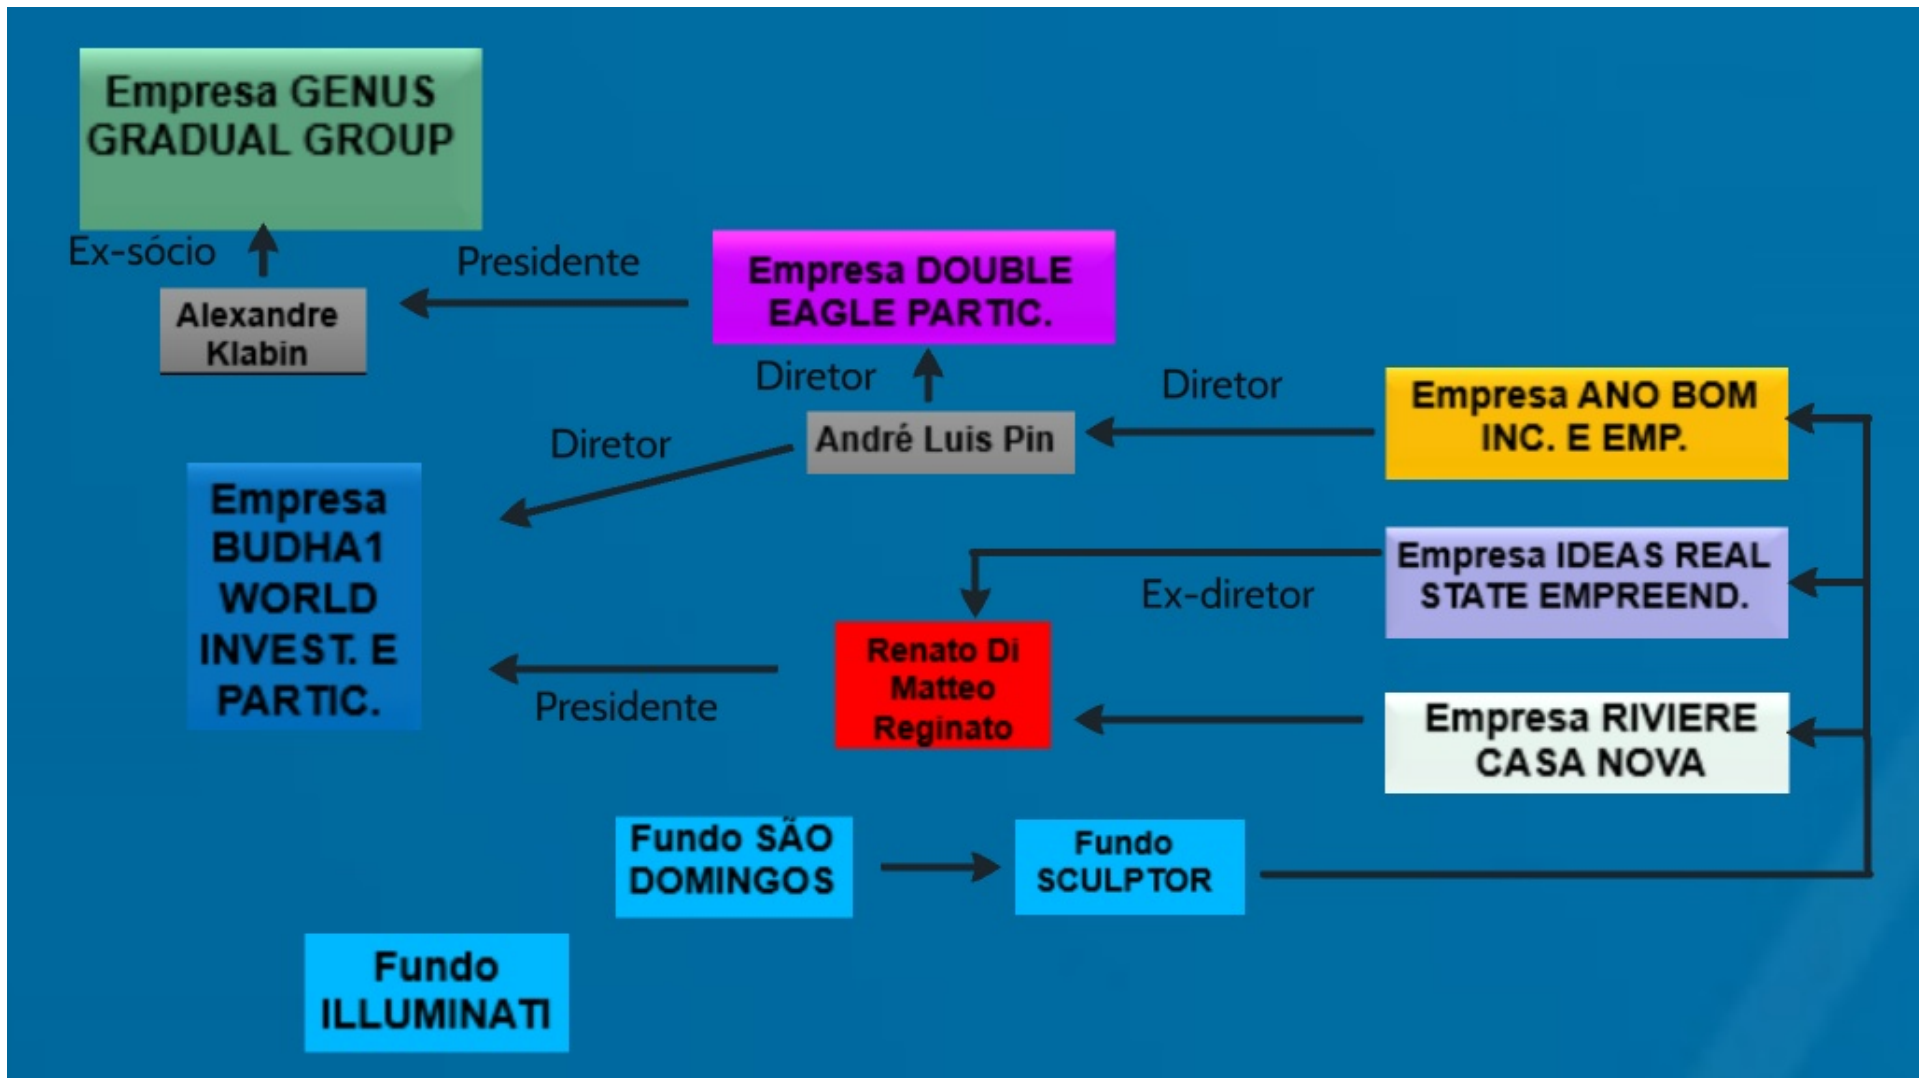 Empresa GENUS
GRADUAL GROUP
Ex-sócio
Alexandre
Klabin
Presidente
Empresa DOUBLE
EAGLE PARTIC.
Diretor
André Luis Pin
Diretor
Empresa ANO BOM
INC. E EMP.
Diretor
Empresa
BUDHA1
WORLD
INVEST. E
PARTIC.
Empresa IDEAS REAL
STATE EMPREEND.
Ex-diretor
Renato Di
Matteo
Reginato
Presidente
Empresa RIVIERE
CASA NOVA
Fundo SÃO
DOMINGOS
Fundo
SCULPTOR
Fundo
ILLUMINATI